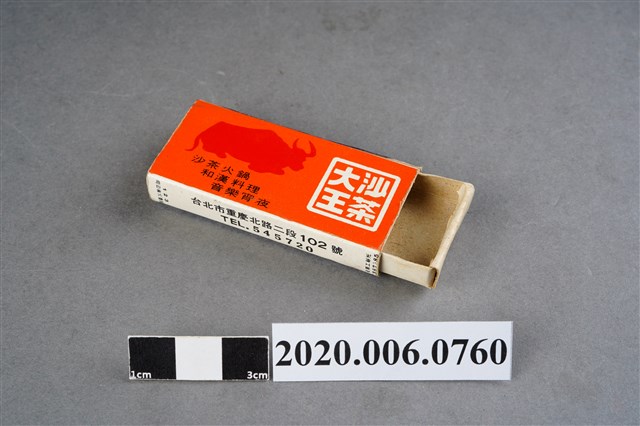 沙茶火鍋
和漢料理
音樂宵夜
沙茶
大王
台北市重慶北路二段102號
TEL.545720
1cm
3cm
2020.006.0760